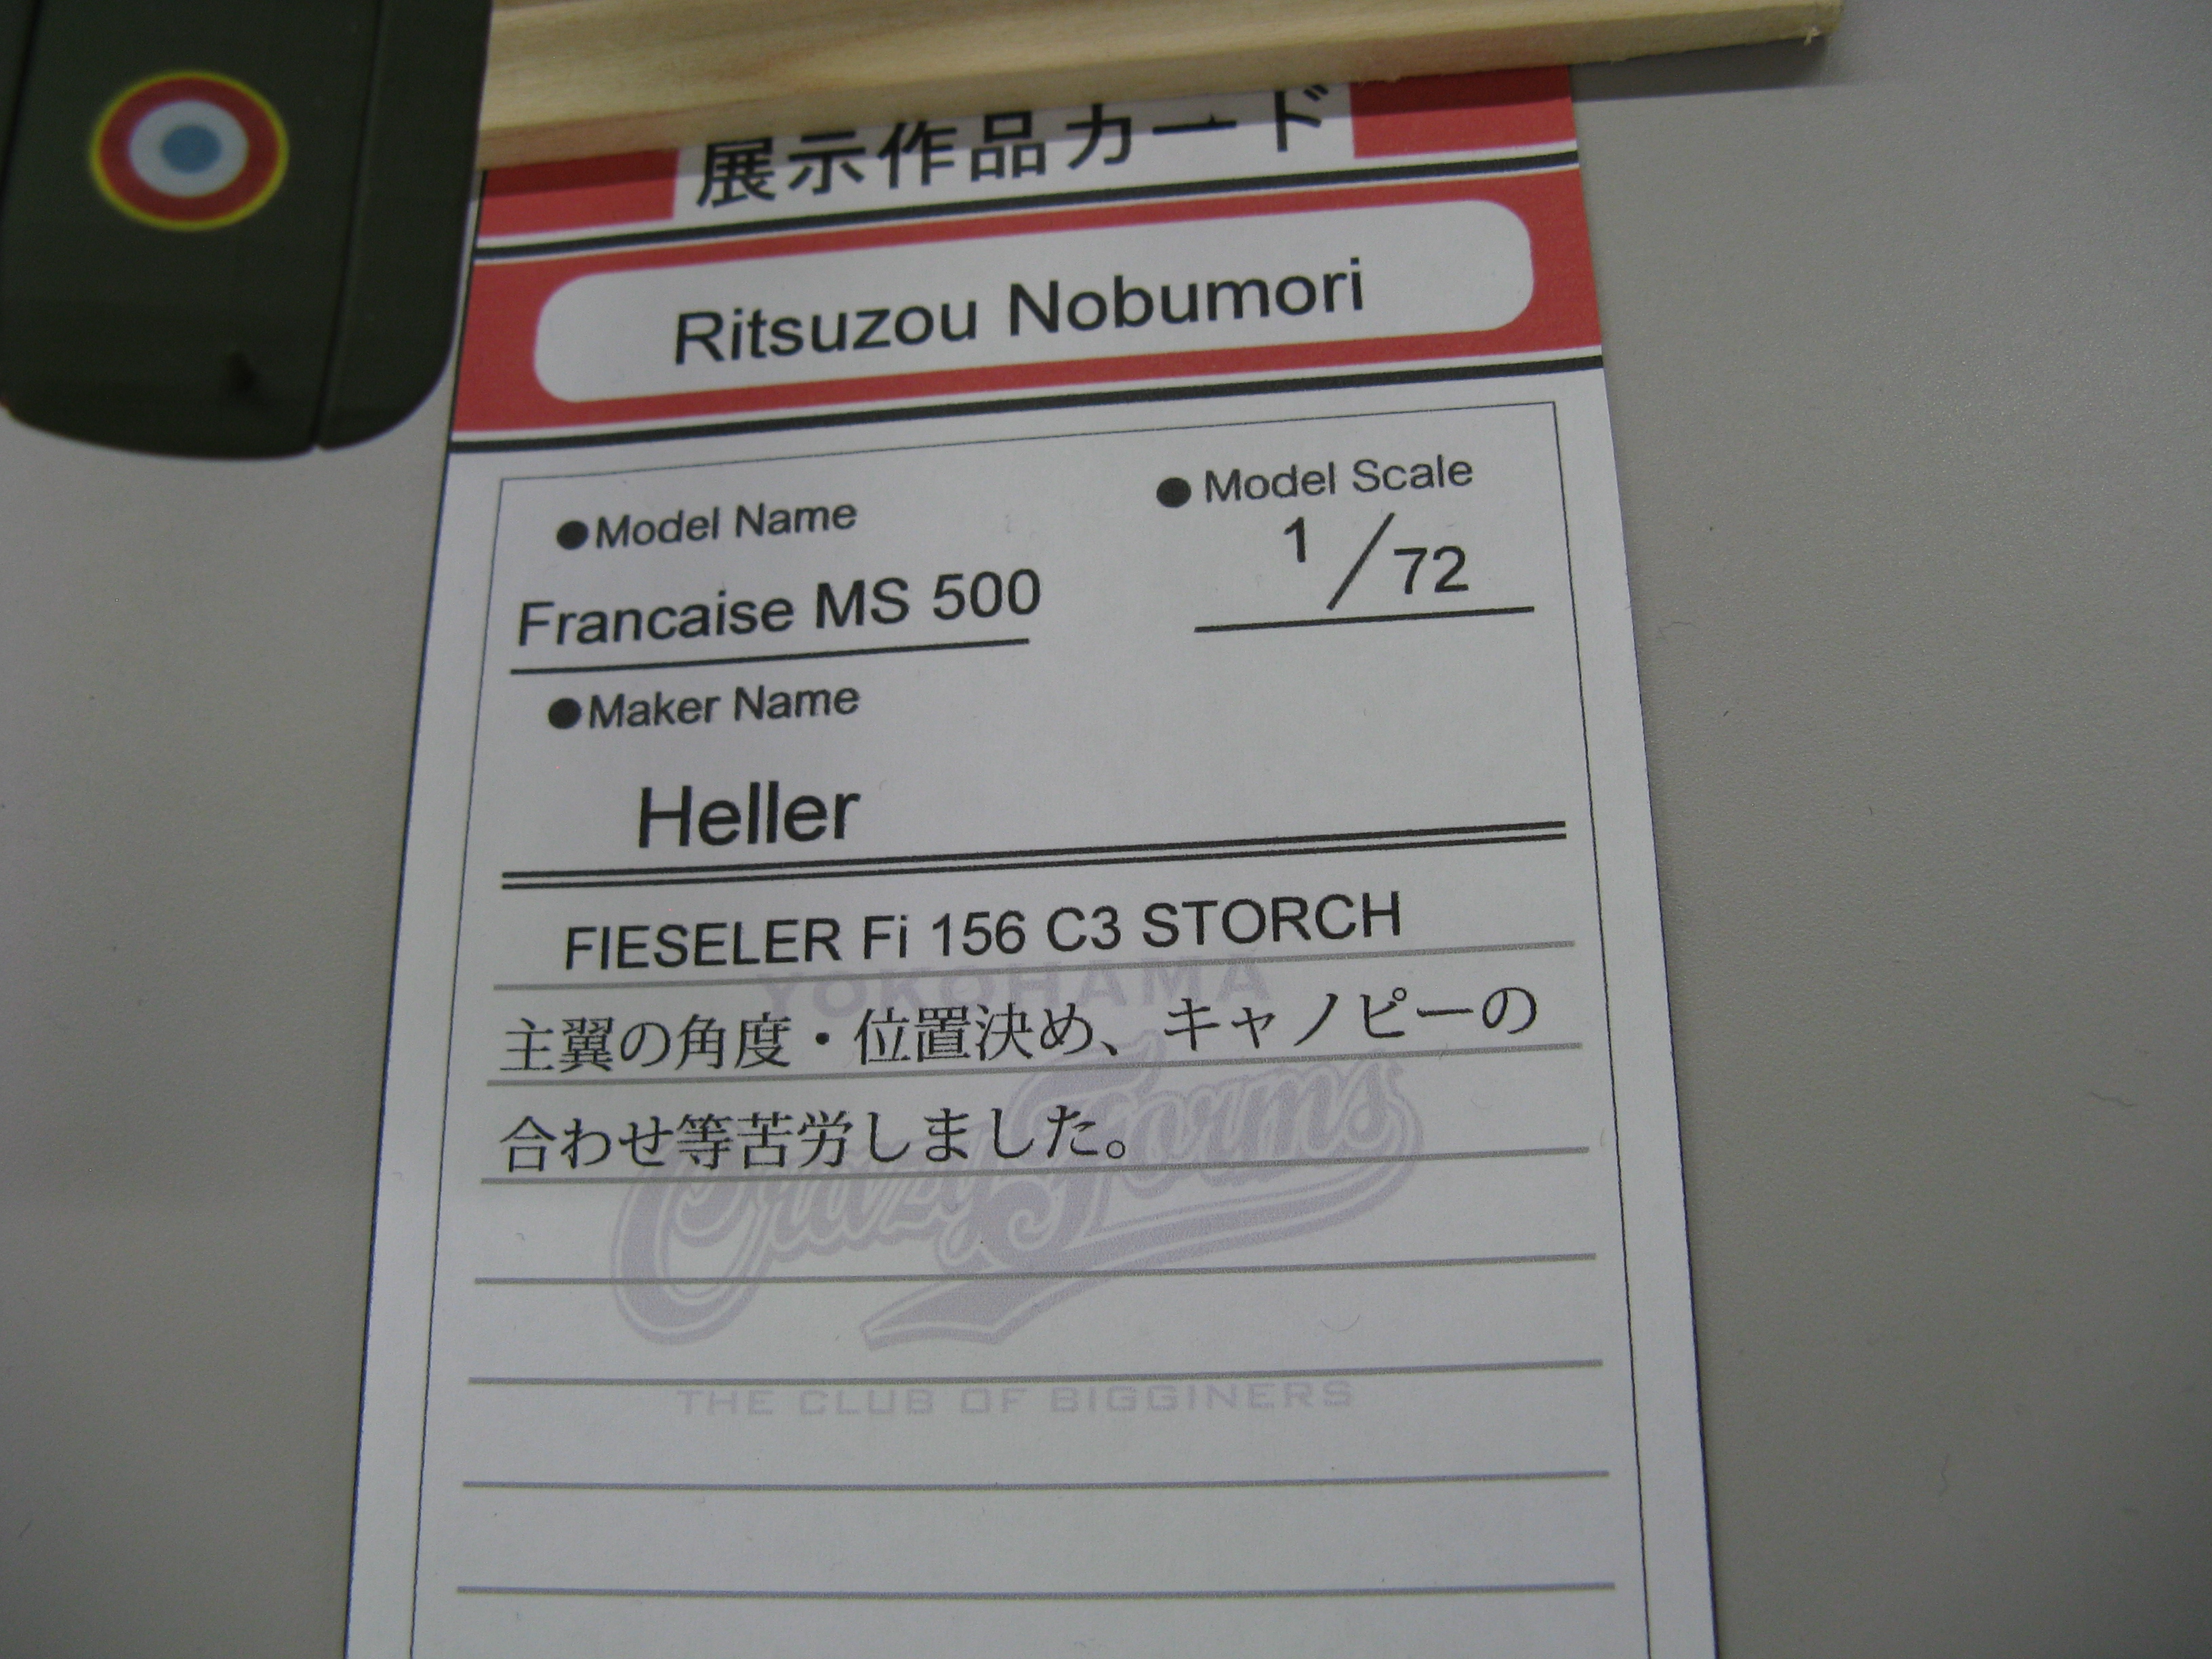 展示作品カード
Ritsuzou Nobumori
●Model Name
●Model Scale
Francaise MS 500
1/72
●Maker Name
Heller
FIESELER Fi 156 C3 STORCH
主翼の角度・位置決め、キャノピーの
合わせ等苦労しました。
YOKOHAMA
Crazy Forms
THE CLUB OF BIGGINERS